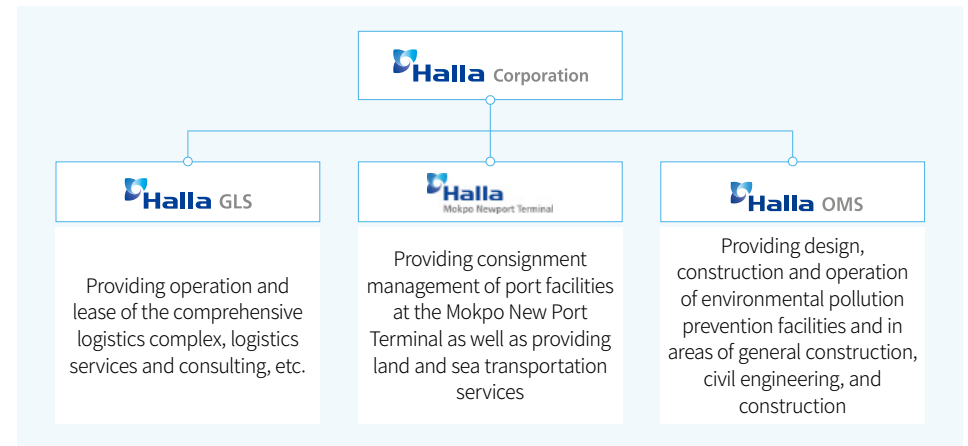 Halla Corporation
Halla GLS
Halla
Mokpo Newport Terminal
Halla OMS
Providing operation and
lease of the comprehensive
logistics complex, logistics
services and consulting, etc.
Providing consignment
management of port facilities
at the Mokpo New Port
Terminal as well as providing
land and sea transportation
services
Providing design,
construction and operation
of environmental pollution
prevention facilities and in
areas of general construction,
civil engineering, and
construction